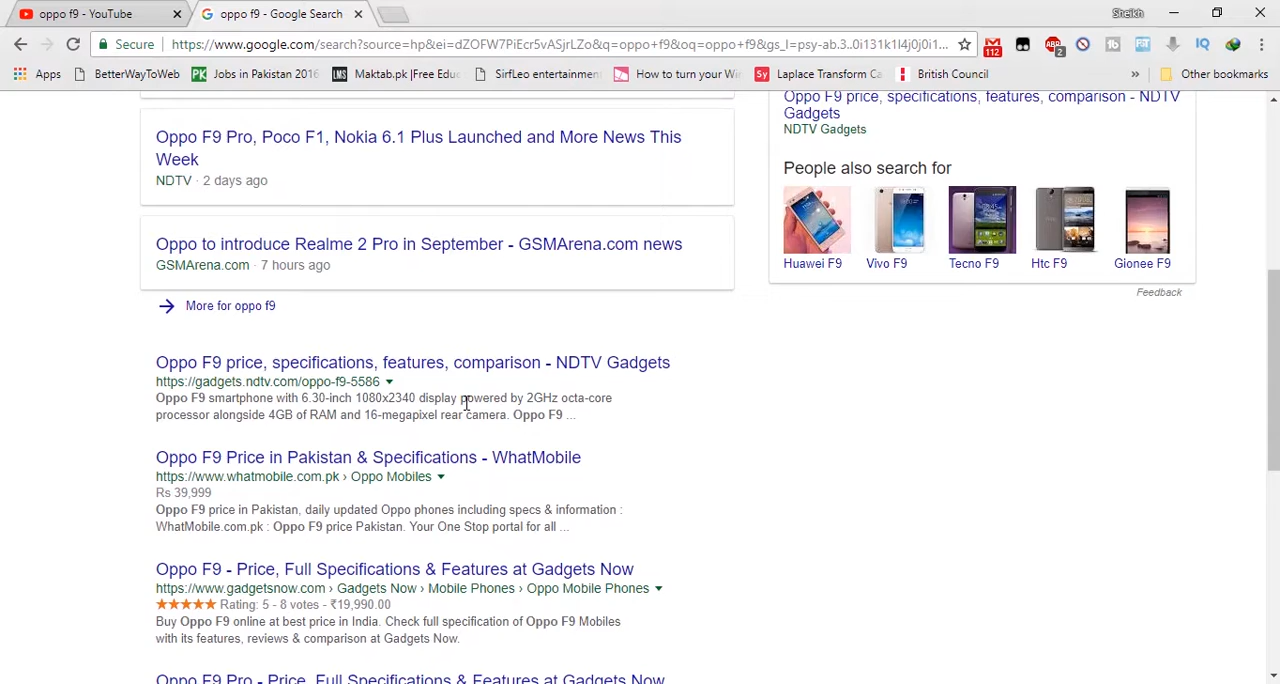 oppo f9 - YouTube
oppo f9 - Google Search
Sheikh
Secure
https://www.google.com/search?source=hp&ei=dZOFW7PiEcr5vASjrLZo&q=oppo+f9&oq=oppo+f9&gs_l=psy-ab.3..0i131k1l4j0j0i1...
112
ABP
2
tb
IQ
Apps
BetterWayToWeb
PK
Jobs in Pakistan 2016
LMS
Maktab.pk |Free Educ
SirfLeo entertainmen
How to turn your Win
Sy
Laplace Transform Ca
British Council
»
Other bookmarks
Oppo F9 Pro, Poco F1, Nokia 6.1 Plus Launched and More News This
Week
NDTV · 2 days ago
Oppo to introduce Realme 2 Pro in September - GSMArena.com news
GSMArena.com · 7 hours ago
More for oppo f9
Oppo F9 price, specifications, features, comparison - NDTV Gadgets
https://gadgets.ndtv.com/oppo-f9-5586
Oppo F9 smartphone with 6.30-inch 1080x2340 display powered by 2GHz octa-core
processor alongside 4GB of RAM and 16-megapixel rear camera. Oppo F9 ...
Oppo F9 Price in Pakistan & Specifications - WhatMobile
https://www.whatmobile.com.pk › Oppo Mobiles
Rs 39,999
Oppo F9 price in Pakistan, daily updated Oppo phones including specs & information :
WhatMobile.com.pk : Oppo F9 price Pakistan. Your One Stop portal for all ...
Oppo F9 - Price, Full Specifications & Features at Gadgets Now
https://www.gadgetsnow.com › Gadgets Now › Mobile Phones › Oppo Mobile Phones
Rating: 5 - 8 votes - ₹19,990.00
Buy Oppo F9 online at best price in India. Check full specification of Oppo F9 Mobiles
with its features, reviews & comparison at Gadgets Now.
Oppo F9 Pro - Price, Full Specifications & Features at Gadgets Now
Oppo F9 price, specifications, features, comparison - NDTV
Gadgets
NDTV Gadgets
People also search for
Huawei F9
Vivo F9
Tecno F9
Htc F9
Gionee F9
Feedback